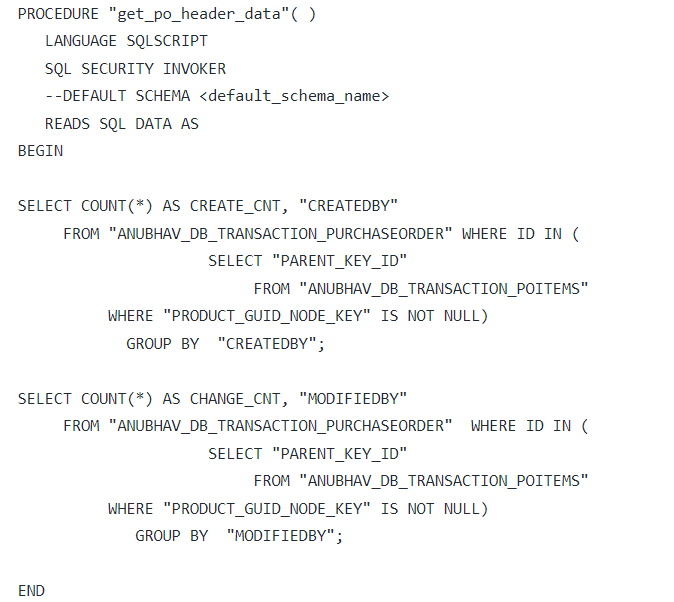 PROCEDURE "get_po_header_data"( )
LANGUAGE SQLSCRIPT
SQL SECURITY INVOKER
--DEFAULT SCHEMA <default_schema_name>
READS SQL DATA AS
BEGIN
SELECT COUNT(*) AS CREATE_CNT, "CREATEDBY"
FROM "ANUBHAV_DB_TRANSACTION_PURCHASEORDER" WHERE ID IN (
SELECT "PARENT_KEY_ID"
FROM "ANUBHAV_DB_TRANSACTION_POITEMS"
WHERE "PRODUCT_GUID_NODE_KEY" IS NOT NULL)
GROUP BY  "CREATEDBY";
SELECT COUNT(*) AS CHANGE_CNT, "MODIFIEDBY"
FROM "ANUBHAV_DB_TRANSACTION_PURCHASEORDER"  WHERE ID IN (
SELECT "PARENT_KEY_ID"
FROM "ANUBHAV_DB_TRANSACTION_POITEMS"
WHERE "PRODUCT_GUID_NODE_KEY" IS NOT NULL)
GROUP BY  "MODIFIEDBY";
END